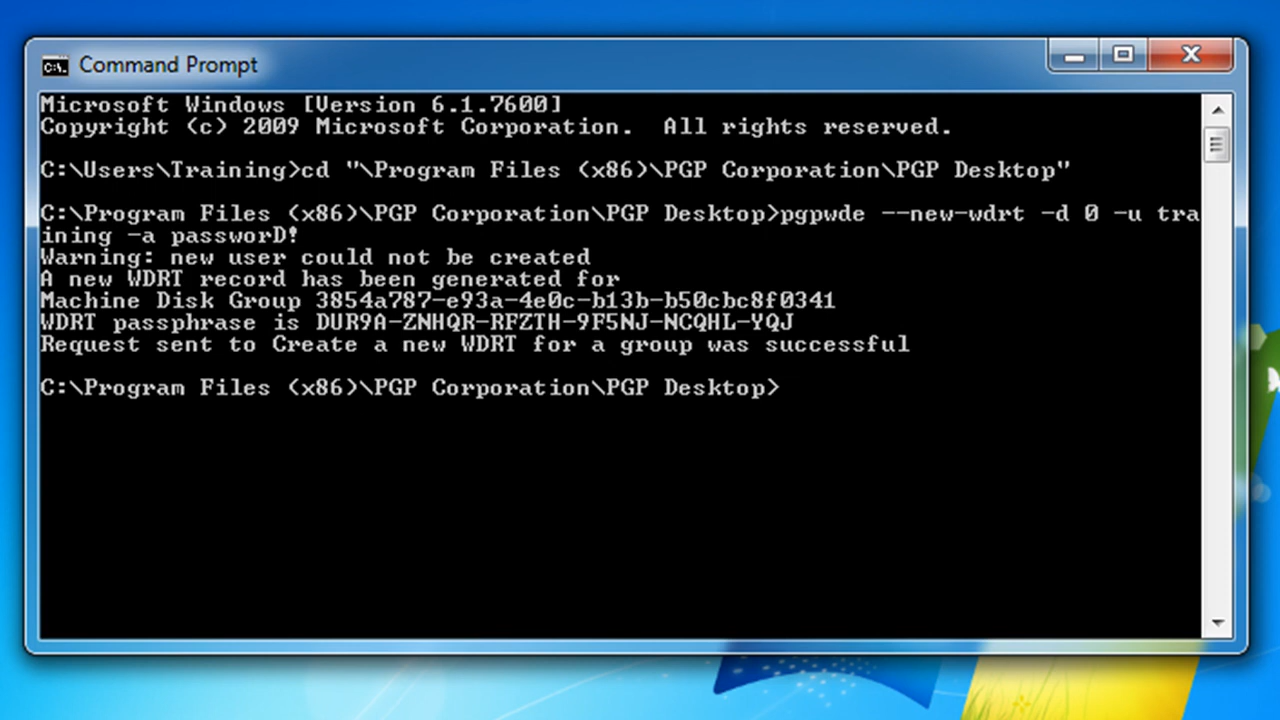 Command Prompt
Microsoft Windows [Version 6.1.7600]
Copyright (c) 2009 Microsoft Corporation.  All rights reserved.
C:\Users\Training>cd "\Program Files (x86)\PGP Corporation\PGP Desktop"
C:\Program Files (x86)\PGP Corporation\PGP Desktop>pgpwde --new-wdrt -d 0 -u tra
ining -a passworD!
Warning: new user could not be created
A new WDRT record has been generated for
Machine Disk Group 3854a787-e93a-4e0c-b13b-b50cbc8f0341
WDRT passphrase is DUR9A-ZNHQR-RFZTH-9F5NJ-NCQHL-YQJ
Request sent to Create a new WDRT for a group was successful
C:\Program Files (x86)\PGP Corporation\PGP Desktop>